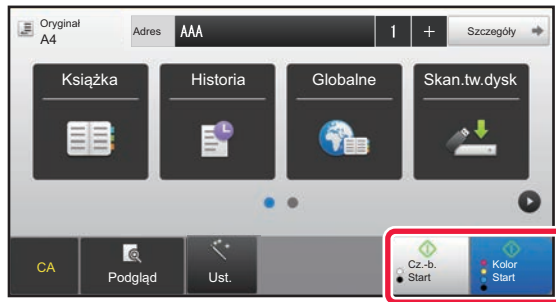 Oryginał
A4
Adres
AAA
1
+
Szczegóły
Książka
Historia
Globalne
Skan.tw.dysk
CA
Podgląd
Ust.
Cz.-b.
Start
Kolor
Start